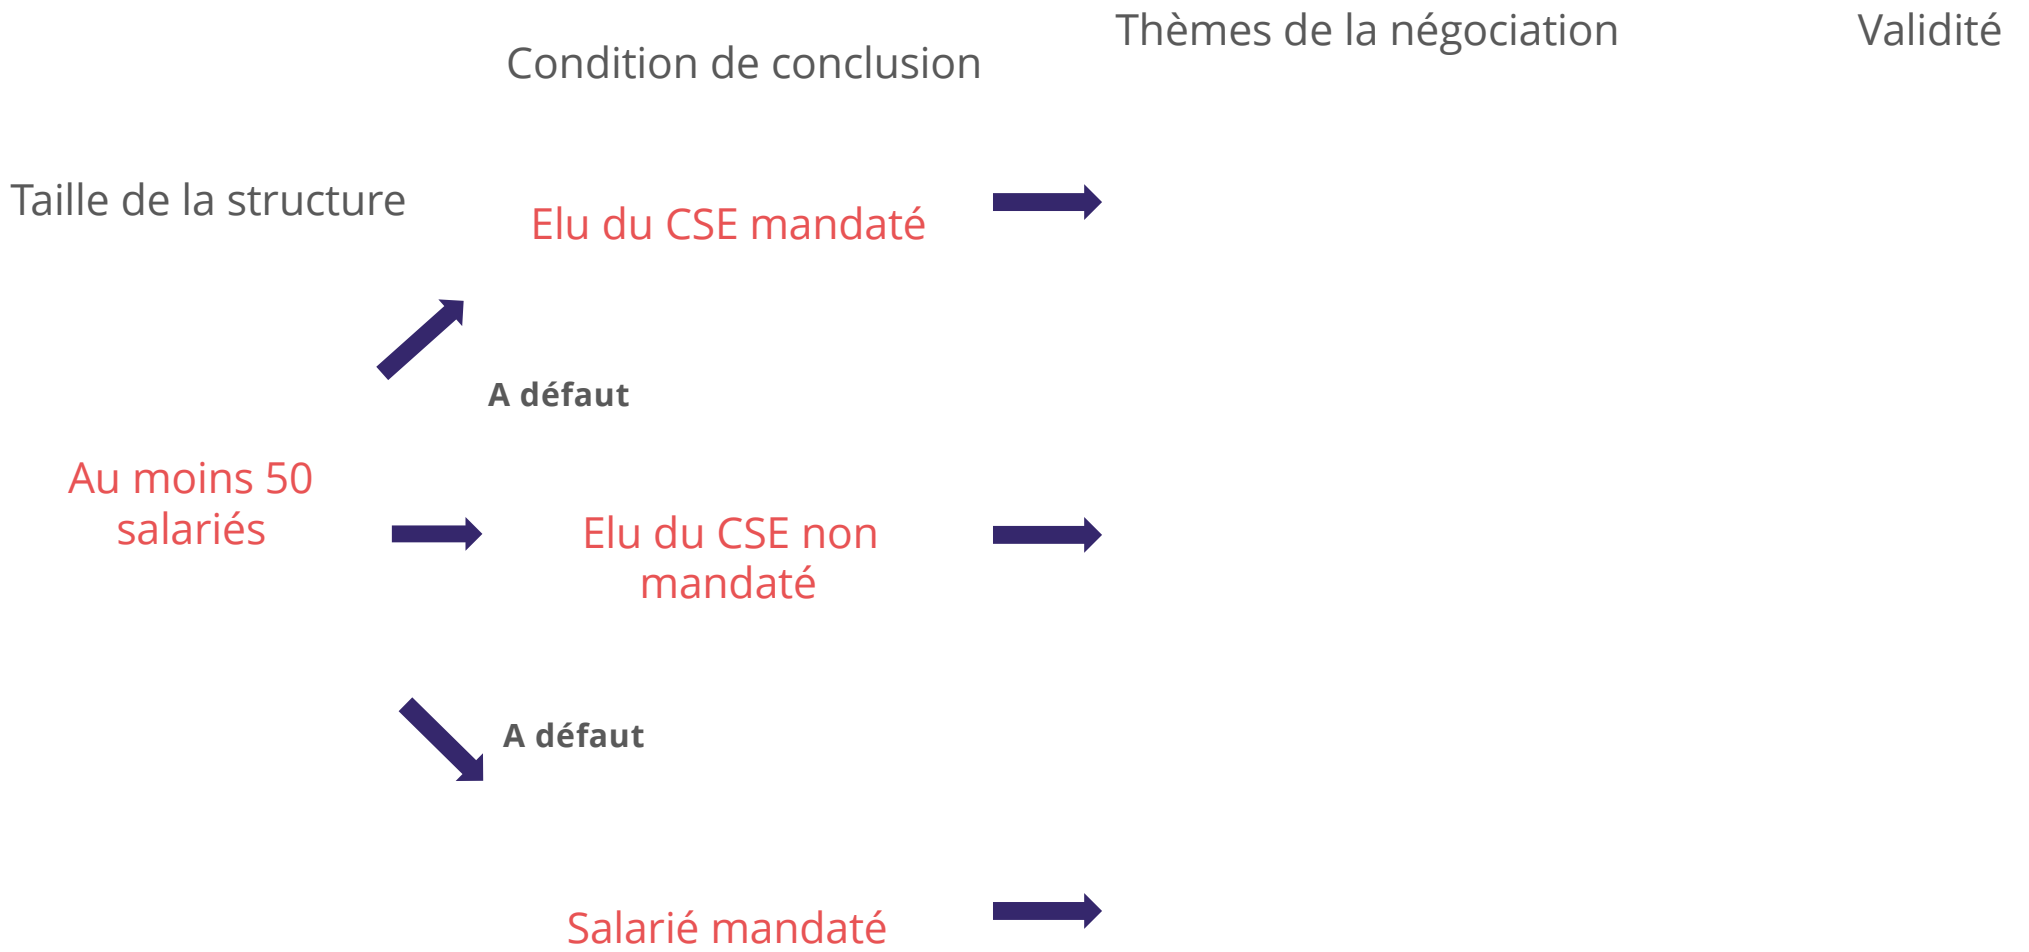 Thèmes de la négociation
Validité
Condition de conclusion
Taille de la structure
Elu du CSE mandaté
A défaut
Au moins 50
salariés
Elu du CSE non
mandaté
A défaut
Salarié mandaté